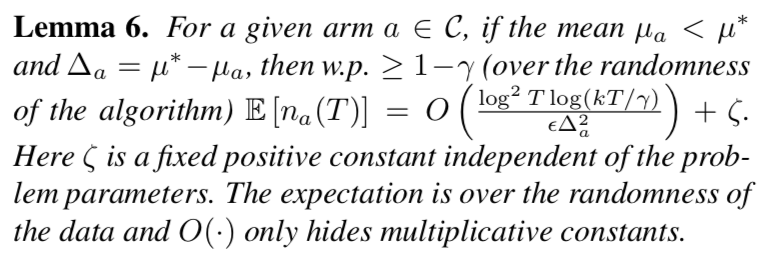 Lemma 6. For a given arm a ∈ C, if the mean μ_a < μ*
and Δ_a = μ* − μ_a, then w.p. ≥ 1−γ (over the randomness
of the algorithm) E [n_a(T)] = O ( log² T log(kT/γ) / εΔ_a² ) + ζ.
Here ζ is a fixed positive constant independent of the prob-
lem parameters. The expectation is over the randomness of
the data and O(·) only hides multiplicative constants.